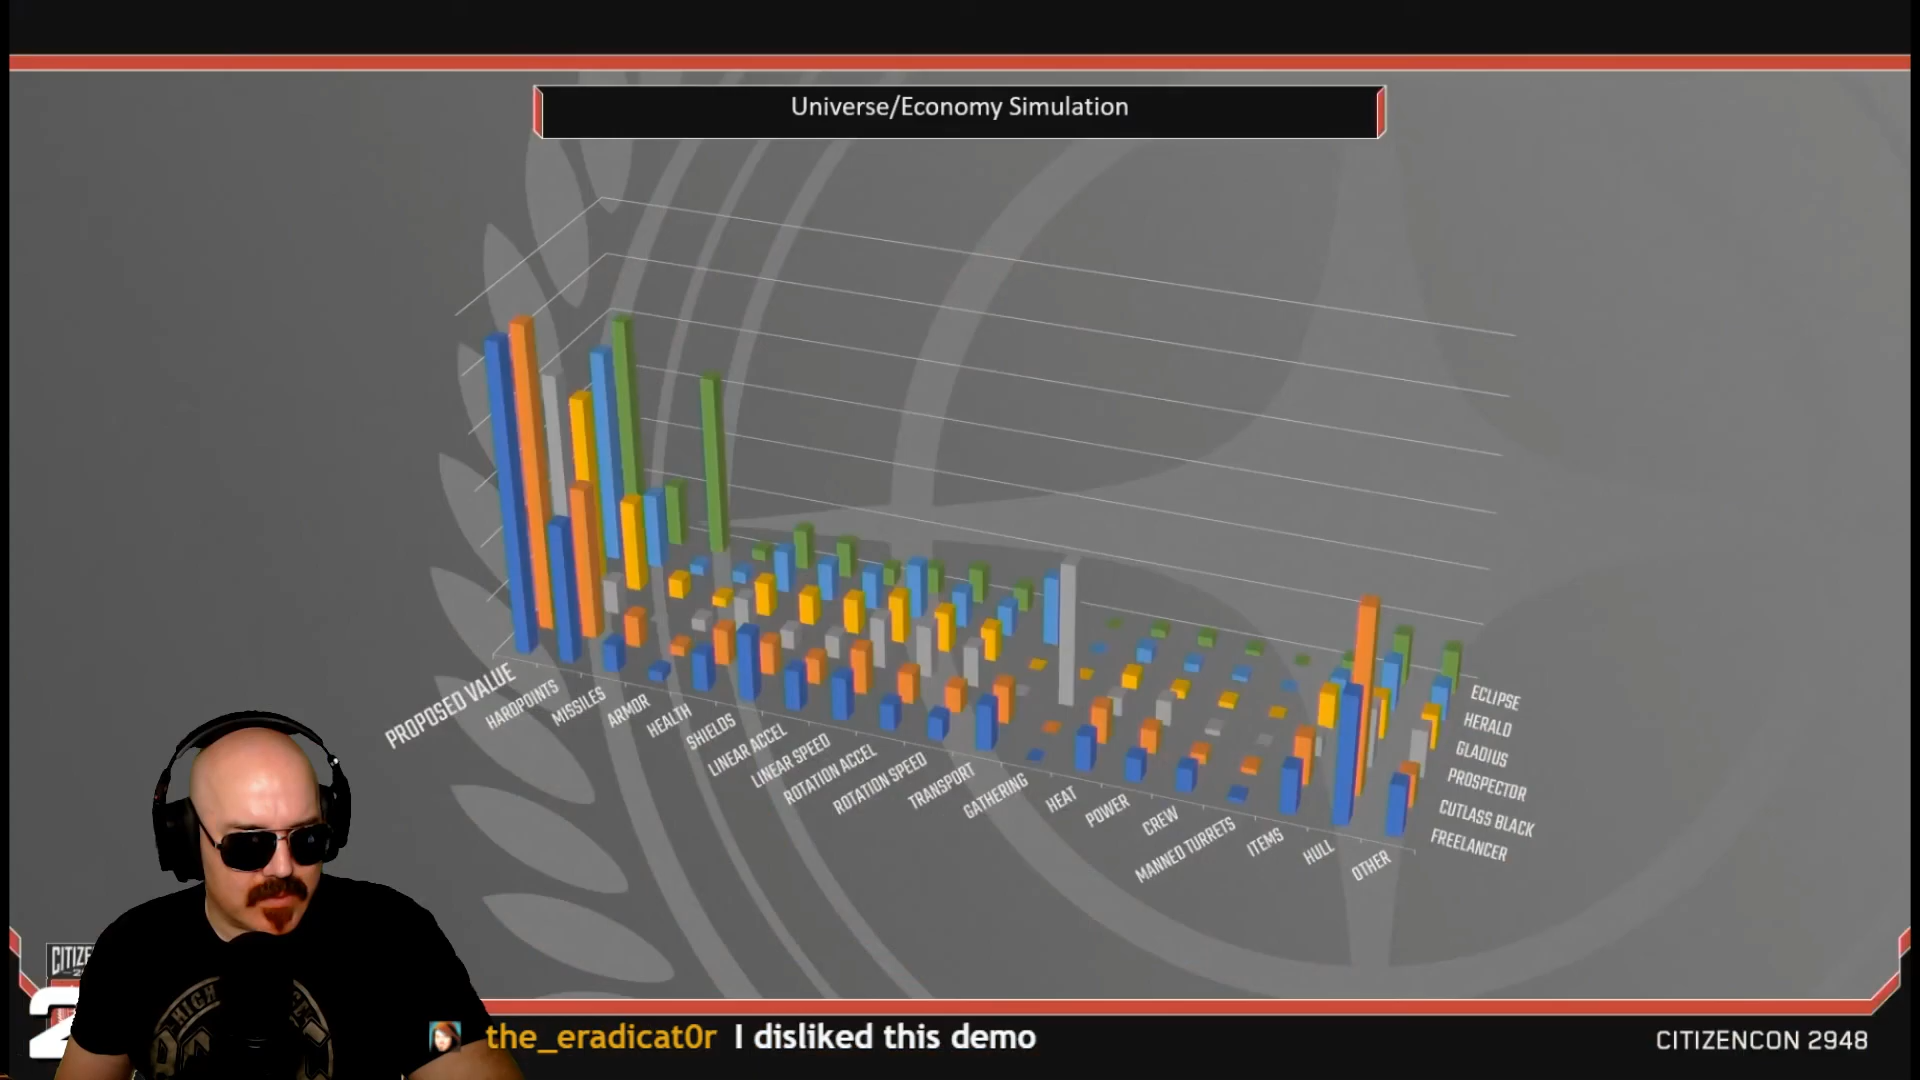 Universe/Economy Simulation
PROPOSED VALUE
HARDPOINTS
MISSILES
ARMOR
HEALTH
SHIELDS
LINEAR ACCEL
LINEAR SPEED
ROTATION ACCEL
ROTATION SPEED
TRANSPORT
GATHERING
HEAT
POWER
CREW
MANNED TURRETS
ITEMS
HULL
OTHER
ECLIPSE
HERALD
GLADIUS
PROSPECTOR
CUTLASS BLACK
FREELANCER
HIGH
the_eradicat0r I disliked this demo
CITIZENCON 2948